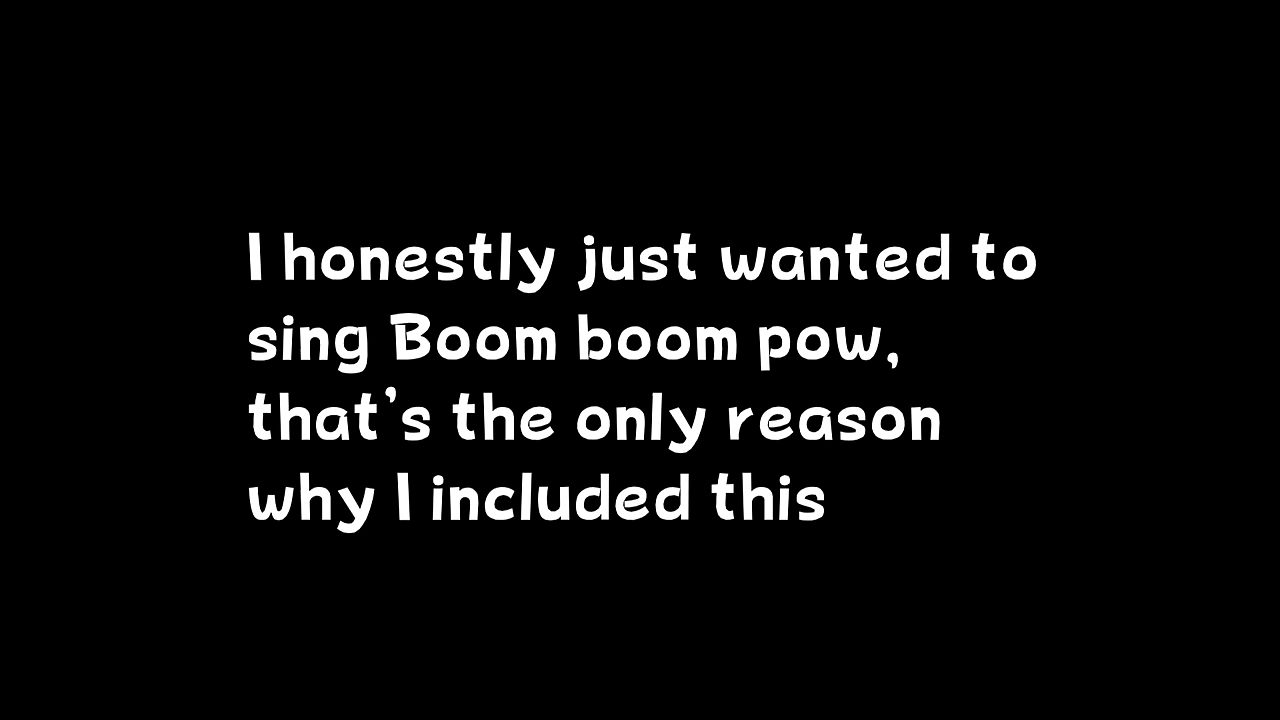 I honestly just wanted to
sing Boom boom pow,
that's the only reason
why I included this